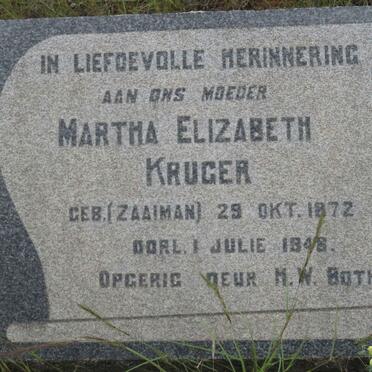 IN LIEFDEVOLLE HERINNERING
AAN ONS MOEDER
MARTHA ELIZABETH
KRUGER
GEB. (ZAAIMAN) 29 OKT. 1872
OORL. 1 JULIE 1948.
OPGERIG DEUR H.W. BOTH